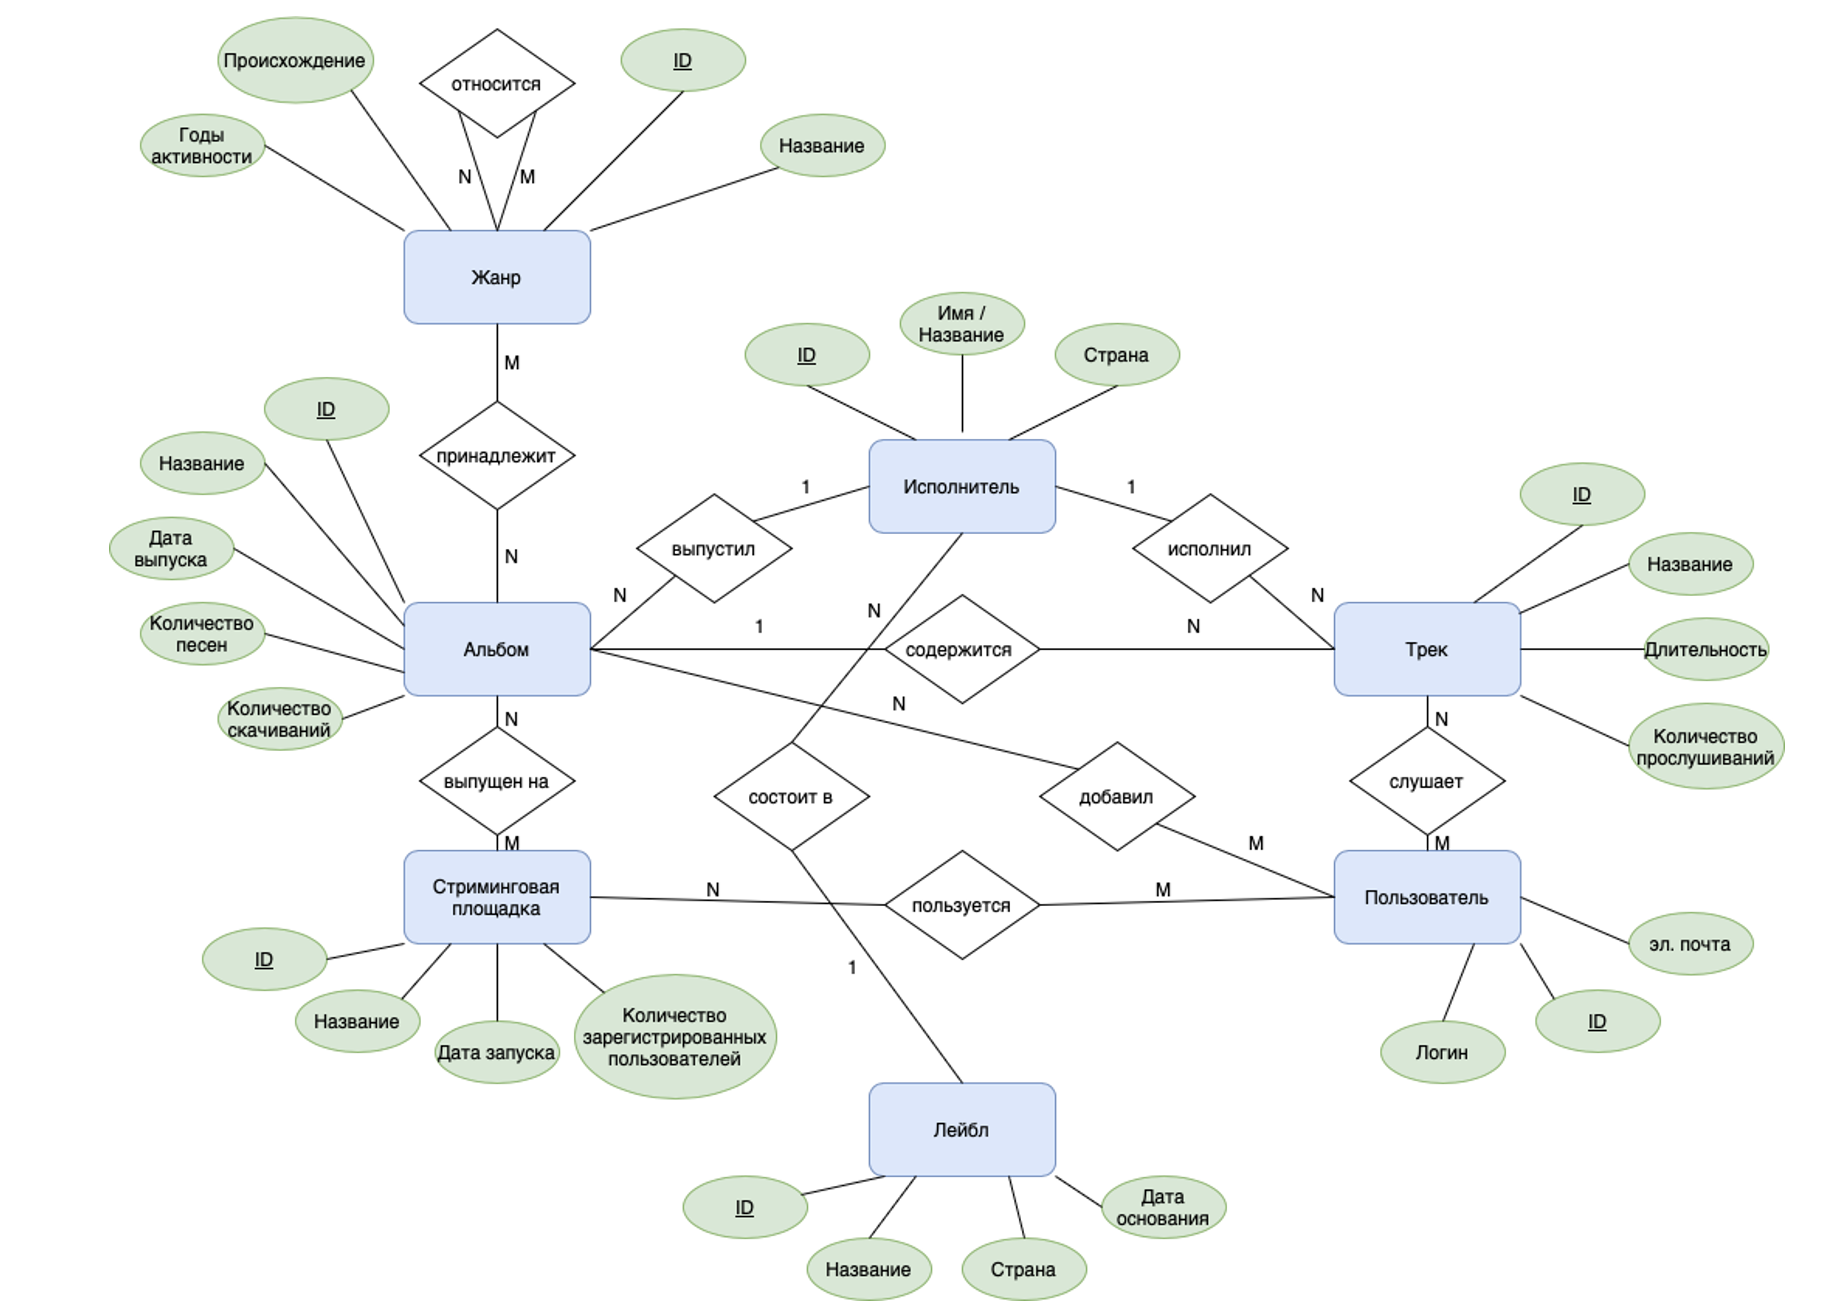 Происхождение
относится
ID
Годы
активности
Название
N
M
Жанр
M
Имя /
Название
ID
Страна
ID
принадлежит
Название
1
Исполнитель
1
ID
Дата
выпуска
N
выпустил
исполнил
Название
N
N
N
Количество
песен
1
N
Альбом
содержится
Трек
Длительность
Количество
скачиваний
N
N
N
Количество
прослушиваний
выпущен на
состоит в
добавил
слушает
M
M
M
Стриминговая
площадка
N
M
пользуется
Пользователь
эл. почта
ID
1
Название
Количество
зарегистрированных
пользователей
ID
Дата запуска
Логин
Лейбл
ID
Дата
основания
Название
Страна